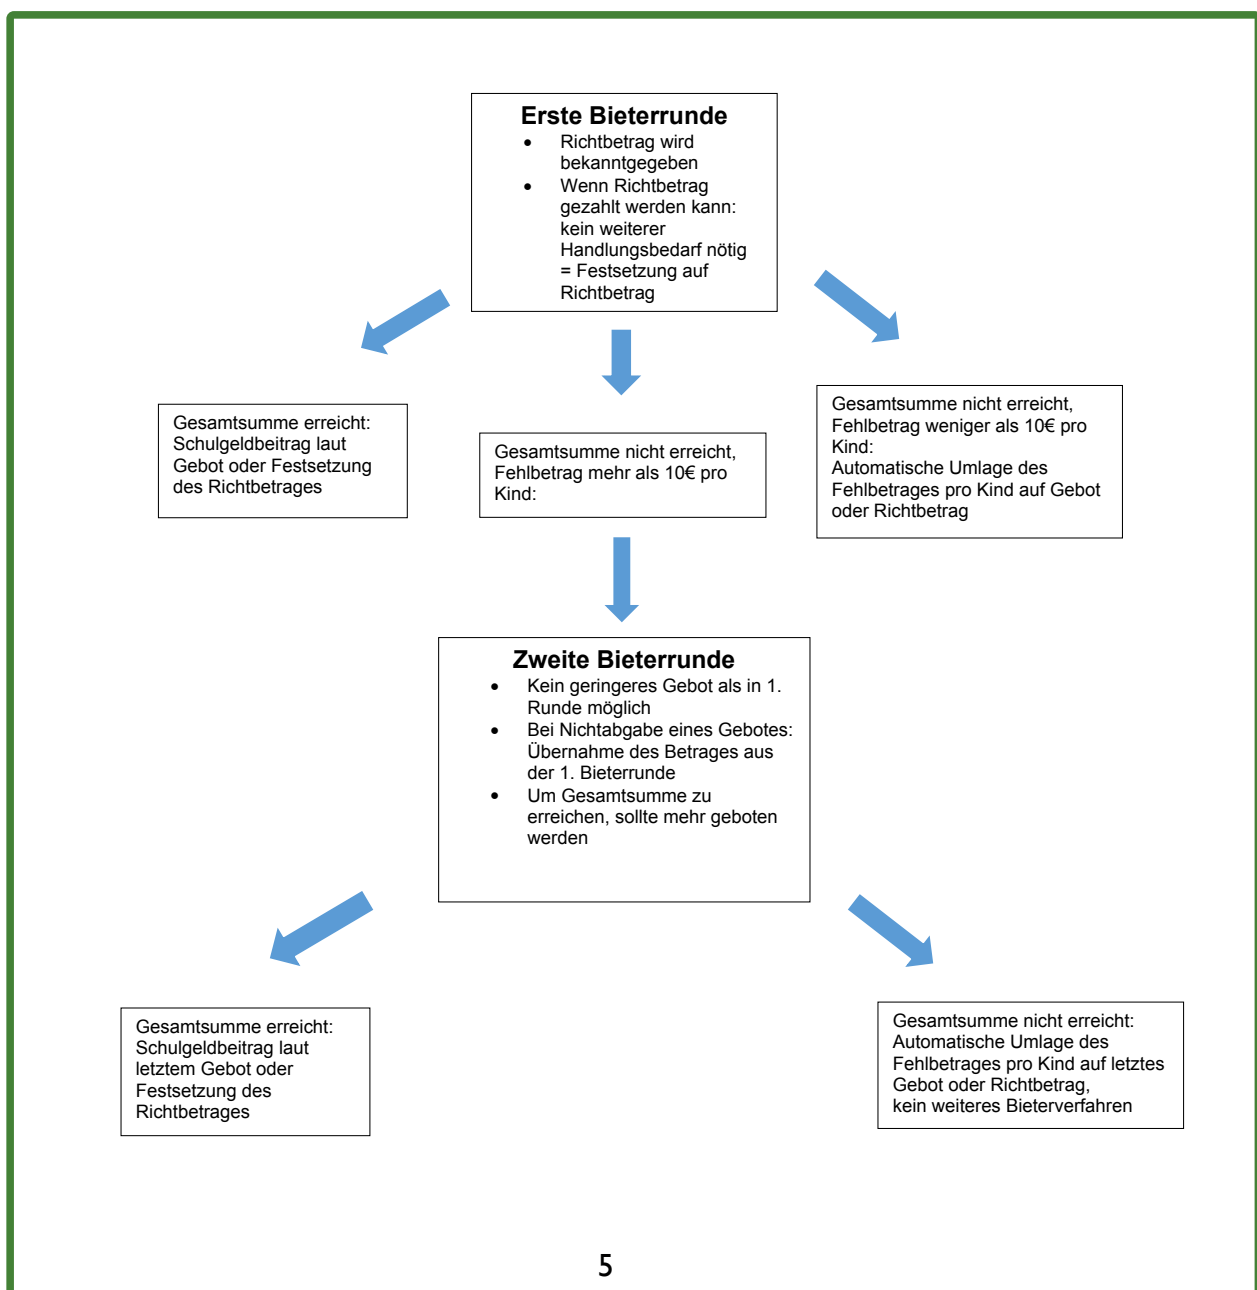 Erste Bieterrunde
• Richtbetrag wird
bekanntgegeben
• Wenn Richtbetrag
gezahlt werden kann:
kein weiterer
Handlungsbedarf nötig
= Festsetzung auf
Richtbetrag
Gesamtsumme erreicht:
Schulgeldbeitrag laut
Gebot oder Festsetzung
des Richtbetrages
Gesamtsumme nicht erreicht,
Fehlbetrag mehr als 10€ pro
Kind:
Gesamtsumme nicht erreicht,
Fehlbetrag weniger als 10€ pro
Kind:
Automatische Umlage des
Fehlbetrages pro Kind auf Gebot
oder Richtbetrag
Zweite Bieterrunde
• Kein geringeres Gebot als in 1.
Runde möglich
• Bei Nichtabgabe eines Gebotes:
Übernahme des Betrages aus
der 1. Bieterrunde
• Um Gesamtsumme zu
erreichen, sollte mehr geboten
werden
Gesamtsumme erreicht:
Schulgeldbeitrag laut
letztem Gebot oder
Festsetzung des
Richtbetrages
Gesamtsumme nicht erreicht:
Automatische Umlage des
Fehlbetrages pro Kind auf letztes
Gebot oder Richtbetrag,
kein weiteres Bieterverfahren
5